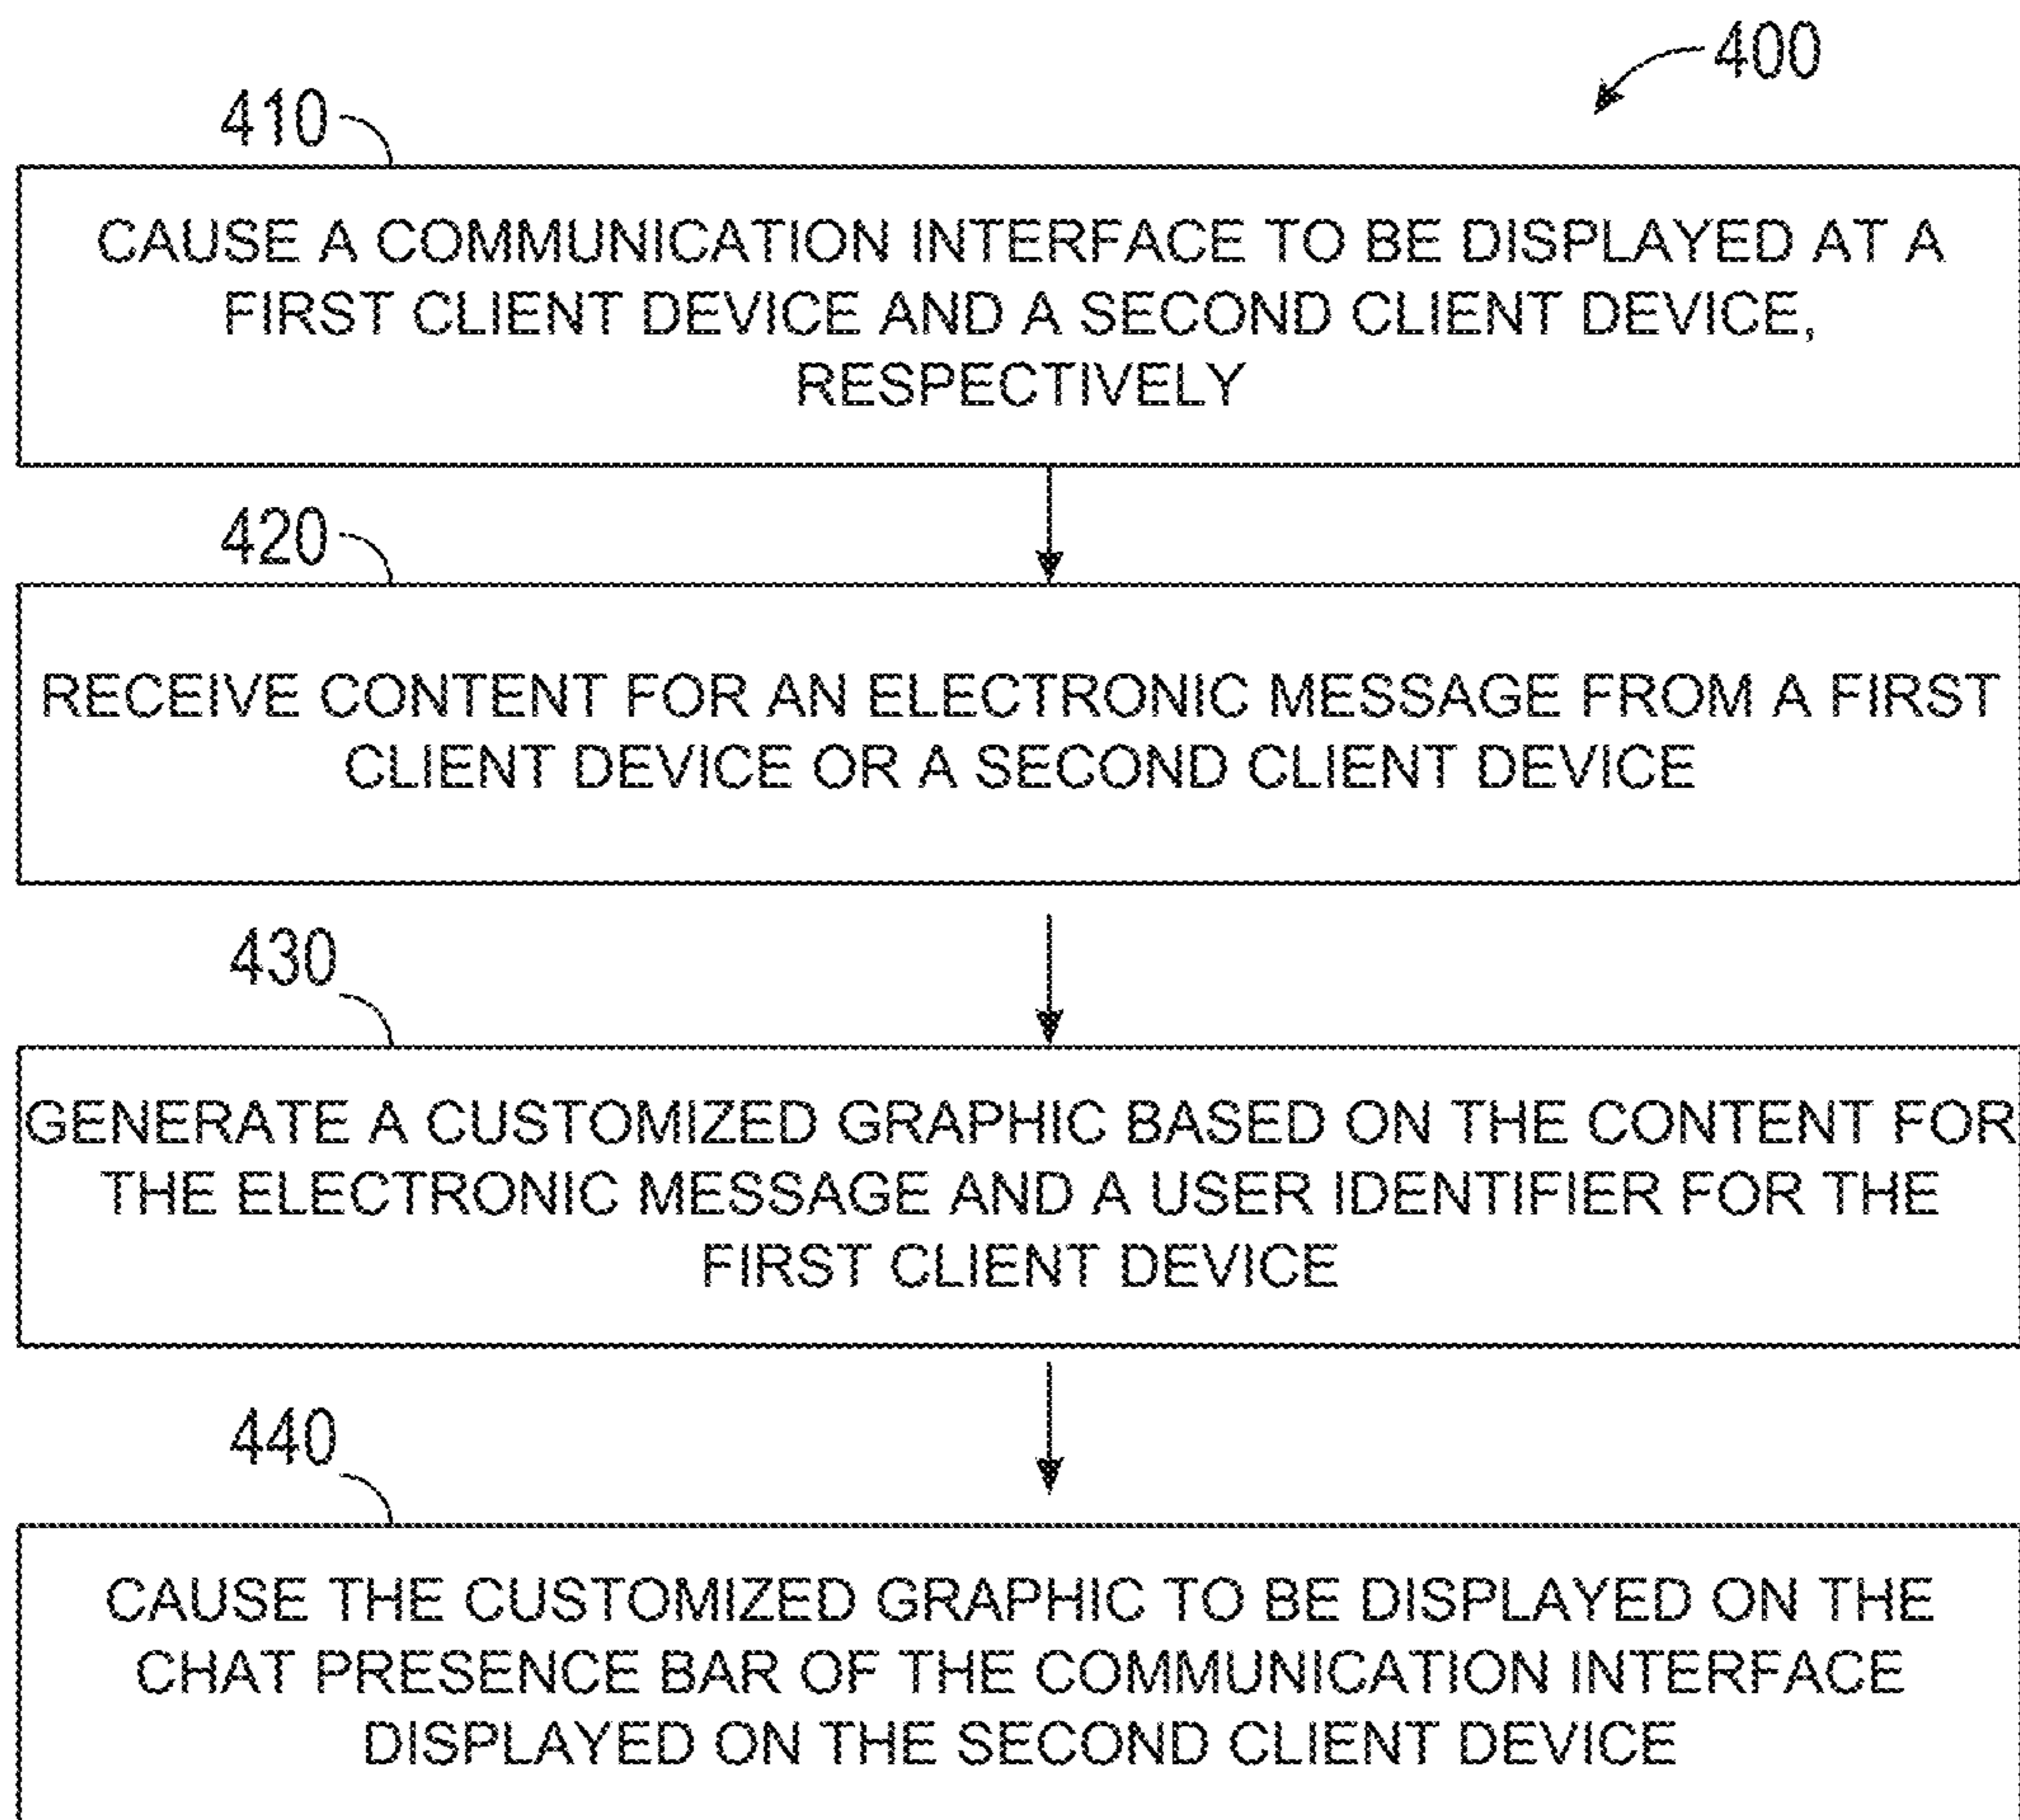 400
410
CAUSE A COMMUNICATION INTERFACE TO BE DISPLAYED AT A
FIRST CLIENT DEVICE AND A SECOND CLIENT DEVICE,
RESPECTIVELY
420
RECEIVE CONTENT FOR AN ELECTRONIC MESSAGE FROM A FIRST
CLIENT DEVICE OR A SECOND CLIENT DEVICE
430
GENERATE A CUSTOMIZED GRAPHIC BASED ON THE CONTENT FOR
THE ELECTRONIC MESSAGE AND A USER IDENTIFIER FOR THE
FIRST CLIENT DEVICE
440
CAUSE THE CUSTOMIZED GRAPHIC TO BE DISPLAYED ON THE
CHAT PRESENCE BAR OF THE COMMUNICATION INTERFACE
DISPLAYED ON THE SECOND CLIENT DEVICE